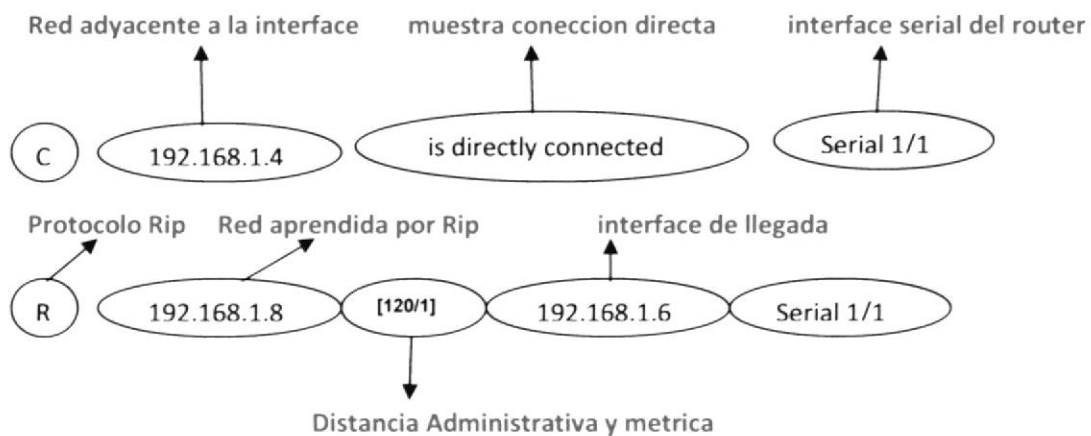 Red adyacente a la interface muestra coneccion directa interface serial del router
C 192.168.1.4 is directly connected Serial 1/1
Protocolo Rip Red aprendida por Rip interface de llegada
R 192.168.1.8 [120/1] 192.168.1.6 Serial 1/1
Distancia Administrativa y metrica